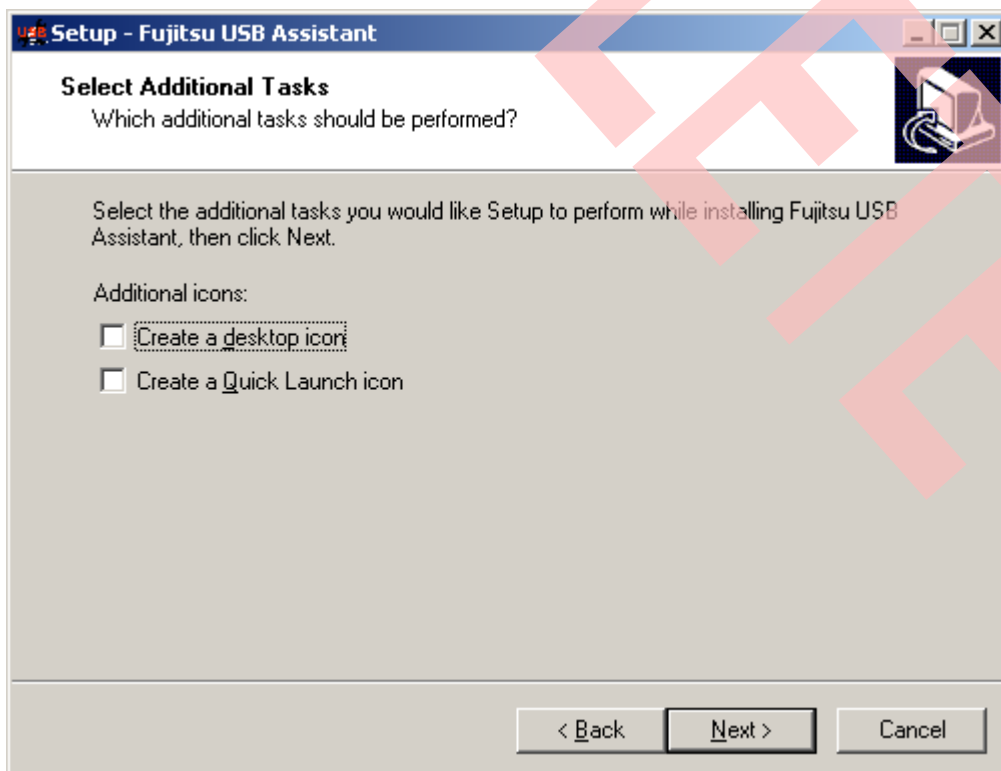 USB Setup - Fujitsu USB Assistant
Select Additional Tasks
Which additional tasks should be performed?
Select the additional tasks you would like Setup to perform while installing Fujitsu USB
Assistant, then click Next.
Additional icons:
Create a desktop icon
Create a Quick Launch icon
< Back Next > Cancel